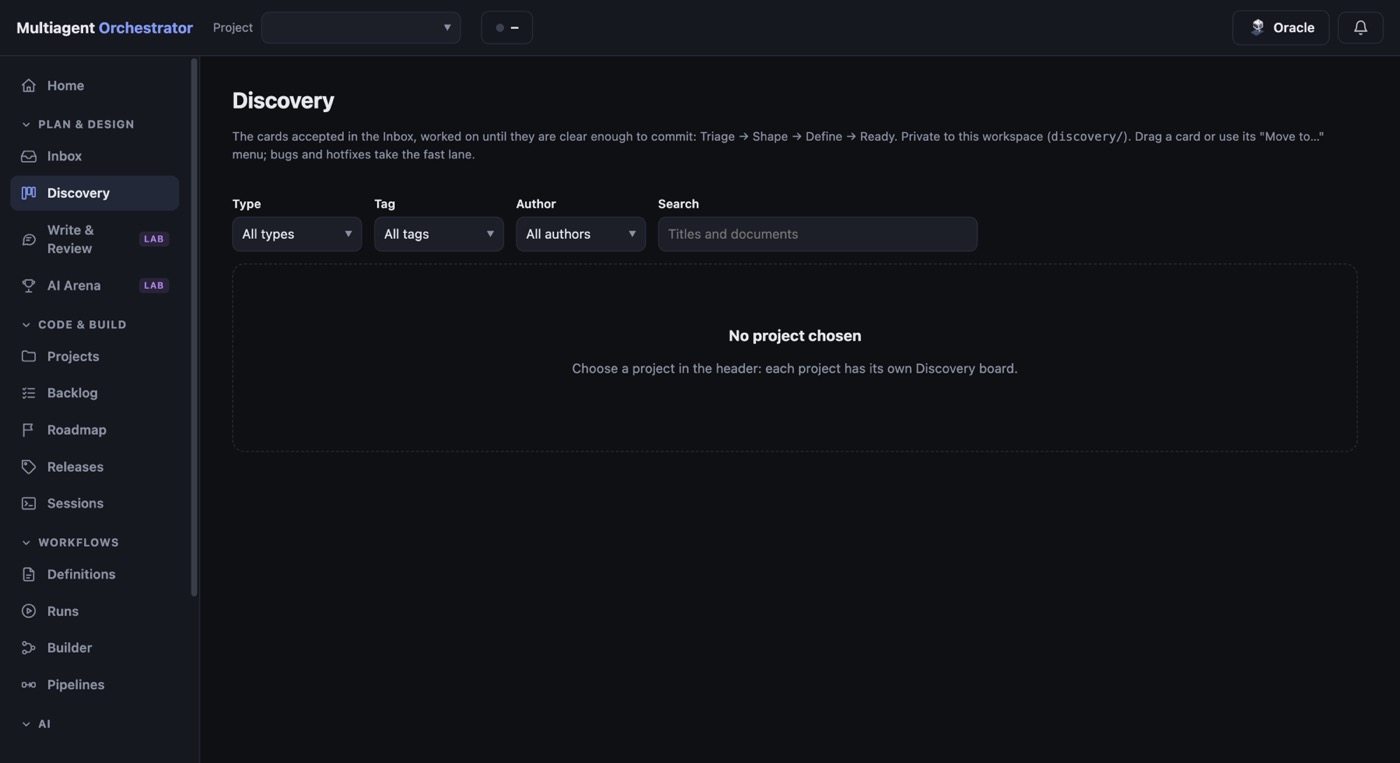 Multiagent Orchestrator
Project
–
Oracle
Home
PLAN & DESIGN
Inbox
Discovery
Write &
Review
LAB
AI Arena
LAB
CODE & BUILD
Projects
Backlog
Roadmap
Releases
Sessions
WORKFLOWS
Definitions
Runs
Builder
Pipelines
AI
Discovery
The cards accepted in the Inbox, worked on until they are clear enough to commit: Triage → Shape → Define → Ready. Private to this workspace (discovery/). Drag a card or use its "Move to…"
menu; bugs and hotfixes take the fast lane.
Type
Tag
Author
Search
All types
All tags
All authors
Titles and documents
No project chosen
Choose a project in the header: each project has its own Discovery board.